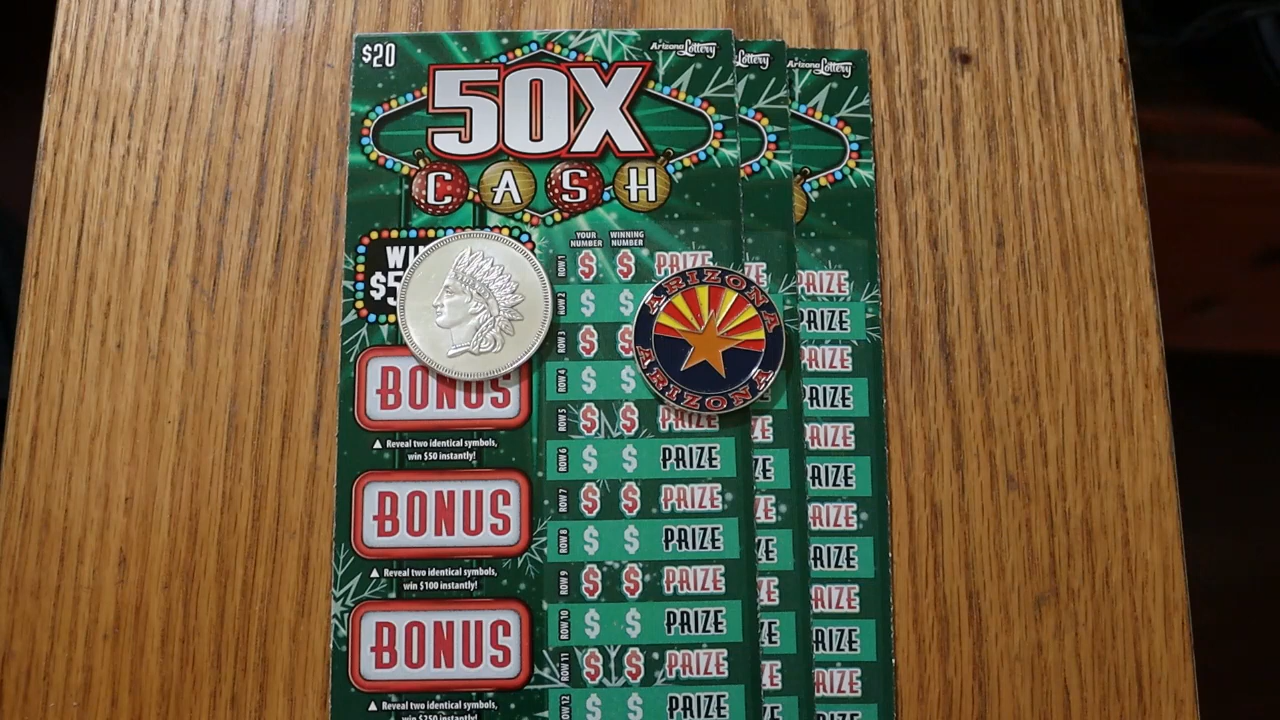 $20
Arizona Lottery
Lottery
Arizona Lottery
50X
CASH
YOUR NUMBER
WINNING NUMBER
ROW 1 $ $ PRIZE
ROW 2 $ $
ROW 3 $ $
ROW 4 $ $
ROW 5 $ $ PRIZE
ROW 6 $ $ PRIZE
ROW 7 $ $ PRIZE
ROW 8 $ $ PRIZE
ROW 9 $ $ PRIZE
ROW 10 $ $ PRIZE
ROW 11 $ $ PRIZE
ROW 12 $ $ PRIZE
ARIZONA
ARIZONA
BONUS
▲ Reveal two identical symbols,
win $50 instantly!
BONUS
▲ Reveal two identical symbols,
win $100 instantly!
BONUS
▲ Reveal two identical symbols,
win $250 instantly!
PRIZE
PRIZE
PRIZE
PRIZE
PRIZE
PRIZE
PRIZE
PRIZE
PRIZE
PRIZE
PRIZE